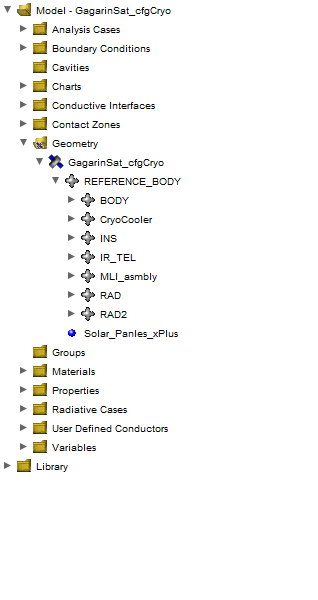 Model - GagarinSat_cfgCryo
Analysis Cases
Boundary Conditions
Cavities
Charts
Conductive Interfaces
Contact Zones
Geometry
GagarinSat_cfgCryo
REFERENCE_BODY
BODY
CryoCooler
INS
IR_TEL
MLI_asmbly
RAD
RAD2
Solar_Panles_xPlus
Groups
Materials
Properties
Radiative Cases
User Defined Conductors
Variables
Library